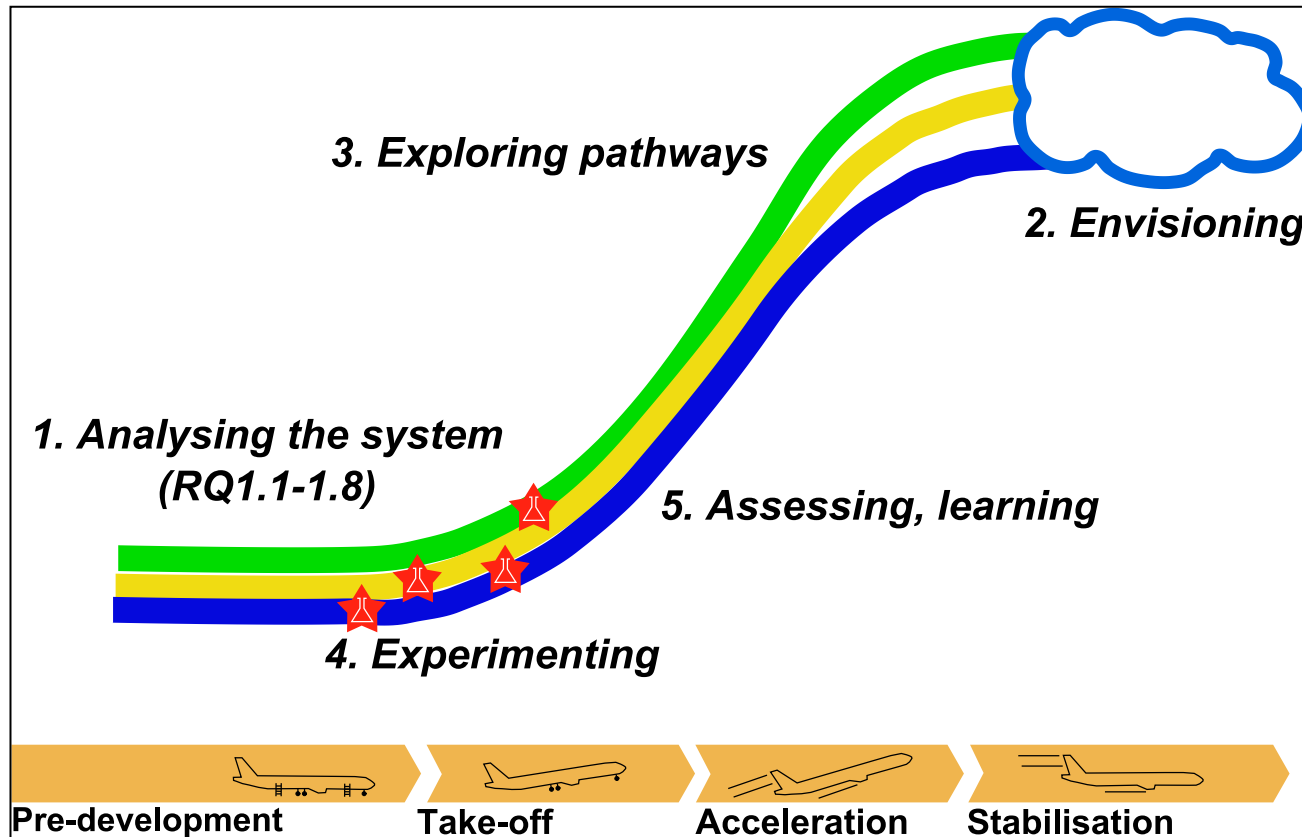 3. Exploring pathways
2. Envisioning
1. Analysing the system
(RQ1.1-1.8)
5. Assessing, learning
4. Experimenting
Pre-development
Take-off
Acceleration
Stabilisation